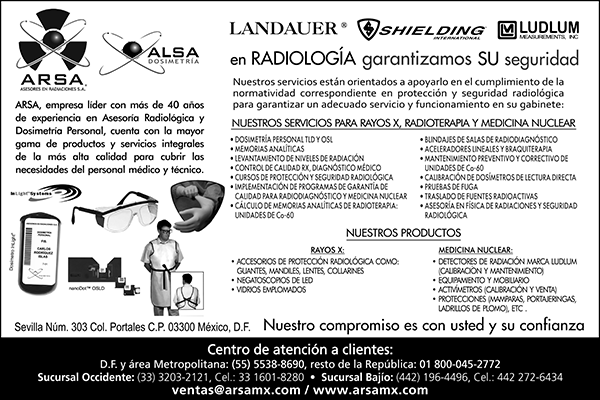 ARSA®
ASESORES EN RADIACIONES S.A.
ALSA
DOSIMETRÍA
LANDAUER®
SHIELDING
INTERNATIONAL
LUDLUM
MEASUREMENTS, INC
en RADIOLOGÍA garantizamos SU seguridad
ARSA, empresa líder con más de 40 años
de experiencia en Asesoría Radiológica y
Dosimetría Personal, cuenta con la mayor
gama de productos y servicios integrales
de la más alta calidad para cubrir las
necesidades del personal médico y técnico.
Nuestros servicios están orientados a apoyarlo en el cumplimiento de la
normatividad correspondiente en protección y seguridad radiológica
para garantizar un adecuado servicio y funcionamiento en su gabinete:
NUESTROS SERVICIOS PARA RAYOS X, RADIOTERAPIA Y MEDICINA NUCLEAR
• DOSIMETRÍA PERSONAL TLD Y OSL
• MEMORIAS ANALÍTICAS
• LEVANTAMIENTO DE NIVELES DE RADIACIÓN
• CONTROL DE CALIDAD RX, DIAGNÓSTICO MÉDICO
• CURSOS DE PROTECCIÓN Y SEGURIDAD RADIOLÓGICA
• IMPLEMENTACIÓN DE PROGRAMAS DE GARANTÍA DE
CALIDAD PARA RADIODIAGNÓSTICO Y MEDICINA NUCLEAR
• CÁLCULO DE MEMORIAS ANALÍTICAS DE RADIOTERAPIA:
UNIDADES DE Co-60
• BLINDAJES DE SALAS DE RADIODIAGNÓSTICO
• ACELERADORES LINEALES Y BRAQUITERAPIA
• MANTENIMIENTO PREVENTIVO Y CORRECTIVO DE
UNIDADES DE Co-60
• CALIBRACIÓN DE DOSÍMETROS DE LECTURA DIRECTA
• PRUEBAS DE FUGA
• TRASLADO DE FUENTES RADIOACTIVAS
• ASESORÍA EN FÍSICA DE RADIACIONES Y SEGURIDAD
RADIOLÓGICA
InLight Systems
Dosímetro InLight®
CARLOS
RODRIGUEZ
ISLAS
nanoDot™ OSLD
NUESTROS PRODUCTOS
RAYOS X:
• ACCESORIOS DE PROTECCIÓN RADIOLÓGICA COMO:
GUANTES, MANDILES, LENTES, COLLARINES
• NEGATOSCOPIOS DE LED
• VIDRIOS EMPLOMADOS
MEDICINA NUCLEAR:
• DETECTORES DE RADIACIÓN MARCA LUDLUM
(CALIBRACIÓN Y MANTENIMIENTO)
• EQUIPAMIENTO Y MOBILIARIO
• ACTIVÍMETROS (CALIBRACIÓN Y VENTA)
• PROTECCIONES (MAMPARAS, PORTAJERINGAS,
LADRILLOS DE PLOMO), ETC .
Sevilla Núm. 303 Col. Portales C.P. 03300 México, D.F.
Nuestro compromiso es con usted y su confianza
Centro de atención a clientes:
D.F. y área Metropolitana: (55) 5538-8690, resto de la República: 01 800-045-2772
Sucursal Occidente: (33) 3203-2121, Cel.: 33 1601-8280 • Sucursal Bajío: (442) 196-4496, Cel.: 442 272-6434
ventas@arsamx.com / www.arsamx.com